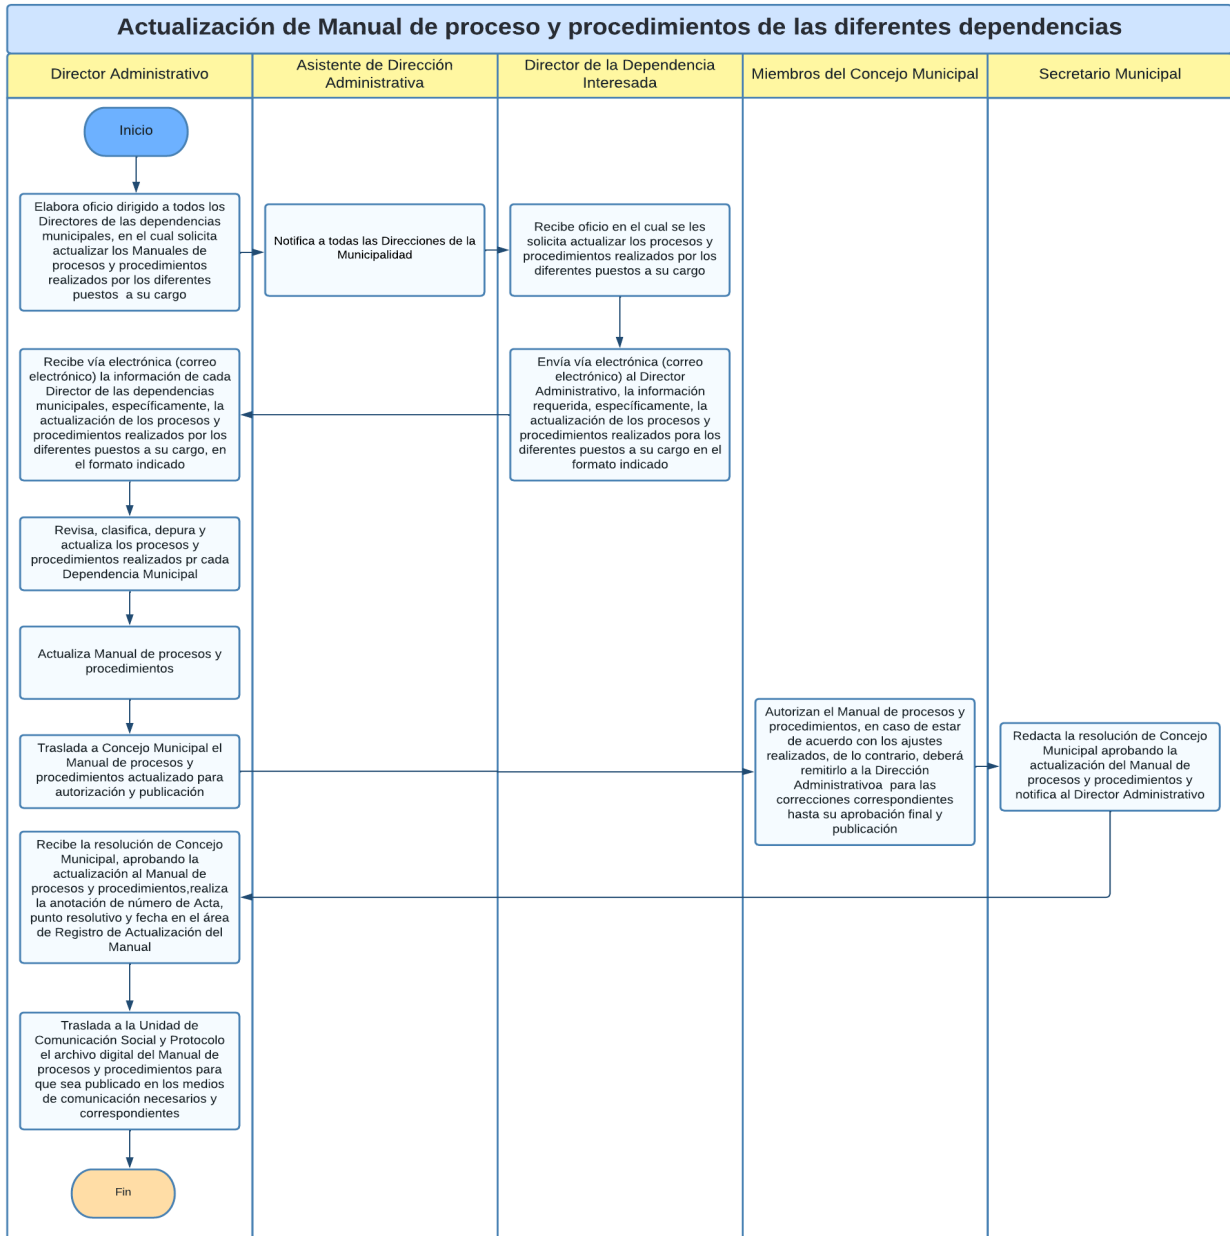 Actualización de Manual de proceso y procedimientos de las diferentes dependencias
Director Administrativo
Asistente de Dirección
Administrativa
Director de la Dependencia
Interesada
Miembros del Concejo Municipal
Secretario Municipal
Inicio
Elabora oficio dirigido a todos los
Directores de las dependencias
municipales, en el cual solicita
actualizar los Manuales de
procesos y procedimientos
realizados por los diferentes
puestos  a su cargo
Notifica a todas las Direcciones de la
Municipalidad
Recibe oficio en el cual se les
solicita actualizar los procesos y
procedimientos realizados por los
diferentes puestos a su cargo
Envía vía electrónica (correo
electrónico) al Director
Administrativo, la información
requerida, específicamente, la
actualización de los procesos y
procedimientos realizados pora los
diferentes puestos a su cargo en el
formato indicado
Recibe vía electrónica (correo
electrónico) la información de cada
Director de las dependencias
municipales, específicamente, la
actualización de los procesos y
procedimientos realizados por los
diferentes puestos a su cargo, en
el formato indicado
Revisa, clasifica, depura y
actualiza los procesos y
procedimientos realizados pr cada
Dependencia Municipal
Actualiza Manual de procesos y
procedimientos
Traslada a Concejo Municipal el
Manual de procesos y
procedimientos actualizado para
autorización y publicación
Autorizan el Manual de procesos y
procedimientos, en caso de estar
de acuerdo con los ajustes
realizados, de lo contrario, deberá
remitirlo a la Dirección
Administrativoa  para las
correcciones correspondientes
hasta su aprobación final y
publicación
Redacta la resolución de Concejo
Municipal aprobando la
actualización del Manual de
procesos y procedimientos y
notifica al Director Administrativo
Recibe la resolución de Concejo
Municipal, aprobando la
actualización al Manual de
procesos y procedimientos,realiza
la anotación de número de Acta,
punto resolutivo y fecha en el área
de Registro de Actualización del
Manual
Traslada a la Unidad de
Comunicación Social y Protocolo
el archivo digital del Manual de
procesos y procedimientos para
que sea publicado en los medios
de comunicación necesarios y
correspondientes
Fin